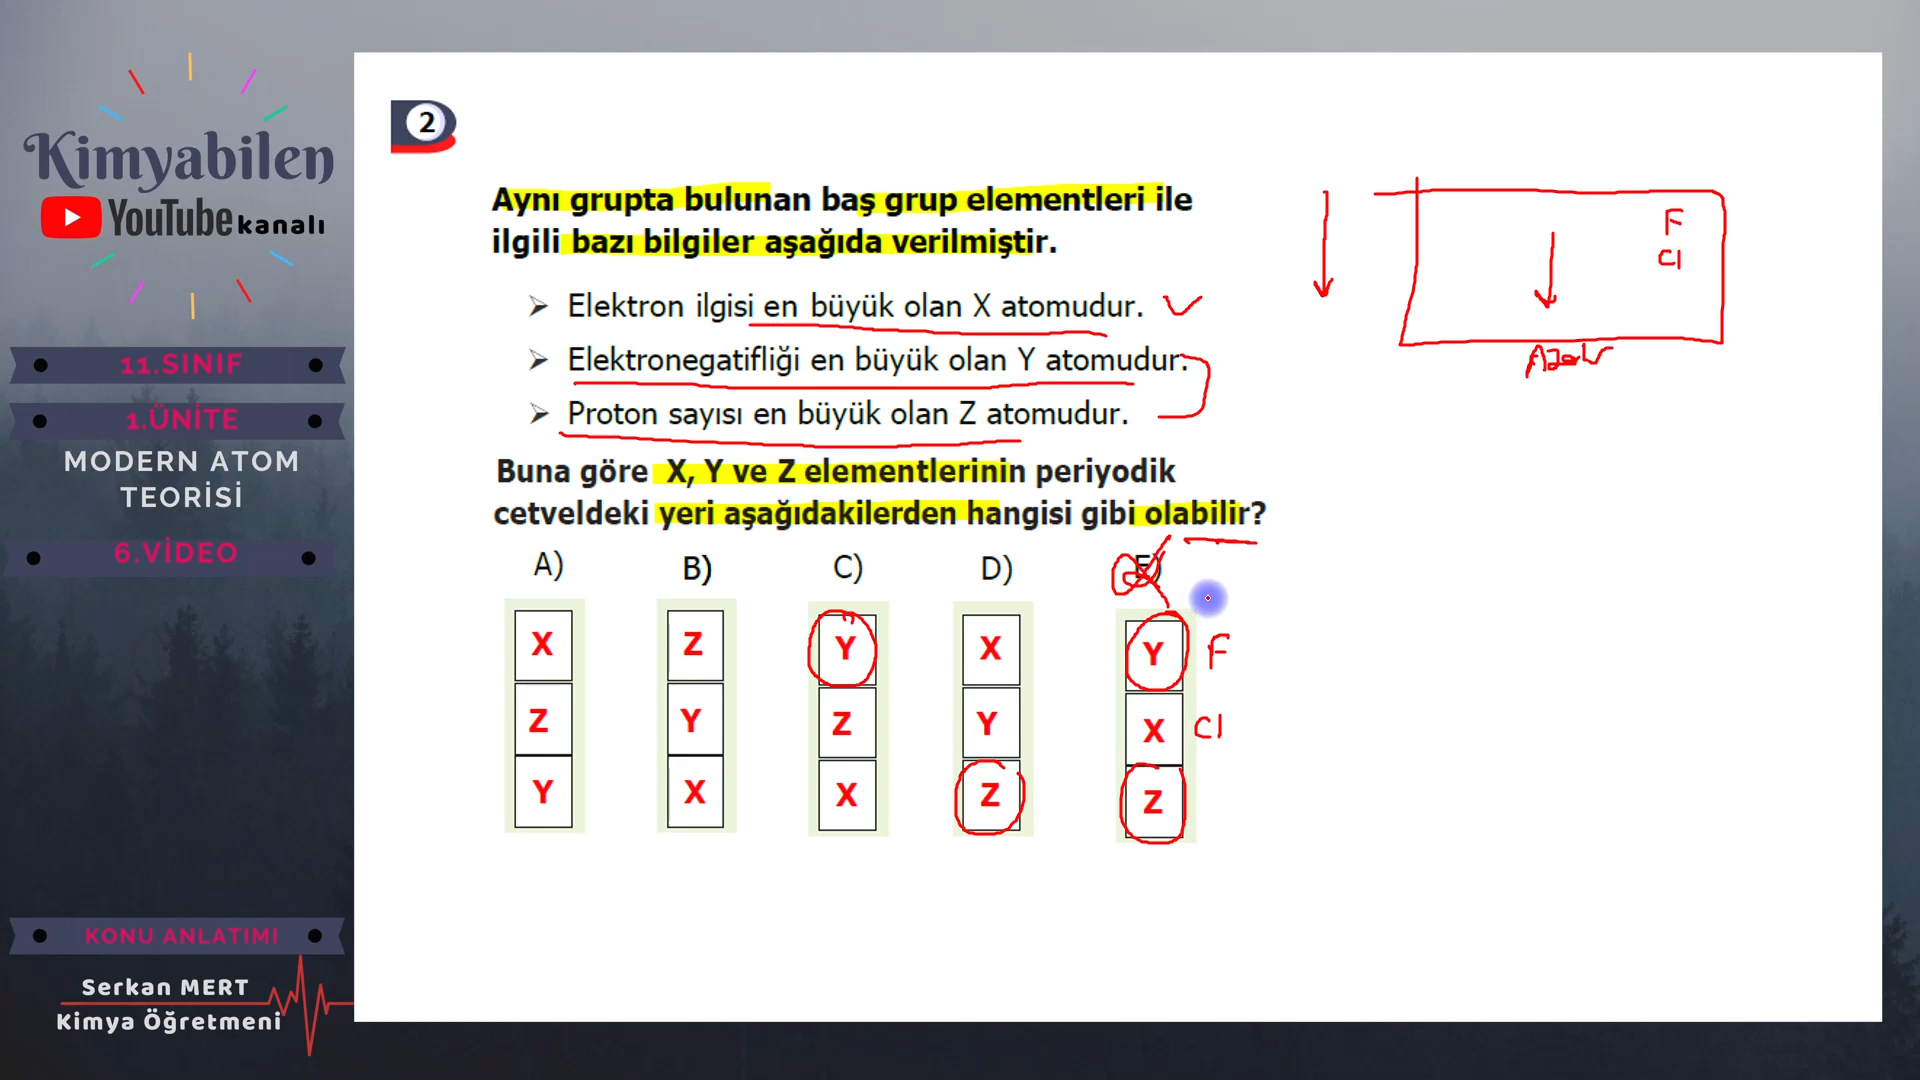 Kimyabilen
YouTube kanalı
11.SINIF
1.ÜNİTE
MODERN ATOM
TEORİSİ
6.VİDEO
KONU ANLATIMI
Serkan MERT
Kimya Öğretmeni
2
Aynı grupta bulunan baş grup elementleri ile
ilgili bazı bilgiler aşağıda verilmiştir.
➢ Elektron ilgisi en büyük olan X atomudur.
➢ Elektronegatifliği en büyük olan Y atomudur.
➢ Proton sayısı en büyük olan Z atomudur.
Buna göre X, Y ve Z elementlerinin periyodik
cetveldeki yeri aşağıdakilerden hangisi gibi olabilir?
A) B) C) D) E)
X Z Y X Y F
Z Y Z Y X Cl
Y X X Z Z
F
Cl
Azalır